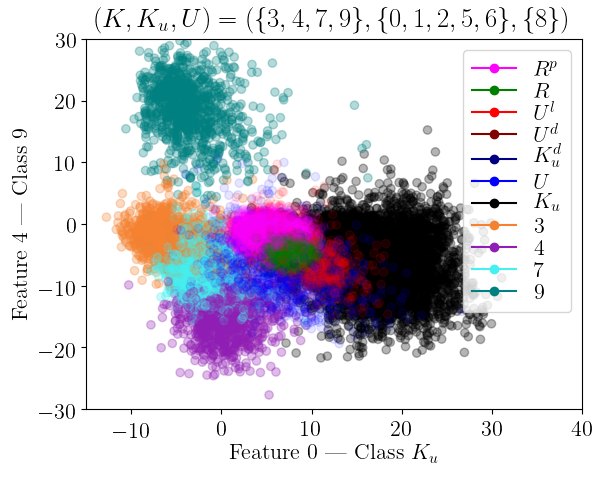 (K, K_u, U) = ({3, 4, 7, 9}, {0, 1, 2, 5, 6}, {8})
30
20
10
0
−10
−20
−30
Feature 4 — Class 9
−10 0 10 20 30 40
Feature 0 — Class K_u
R^p
R
U^l
U^d
K_u^d
U
K_u
3
4
7
9